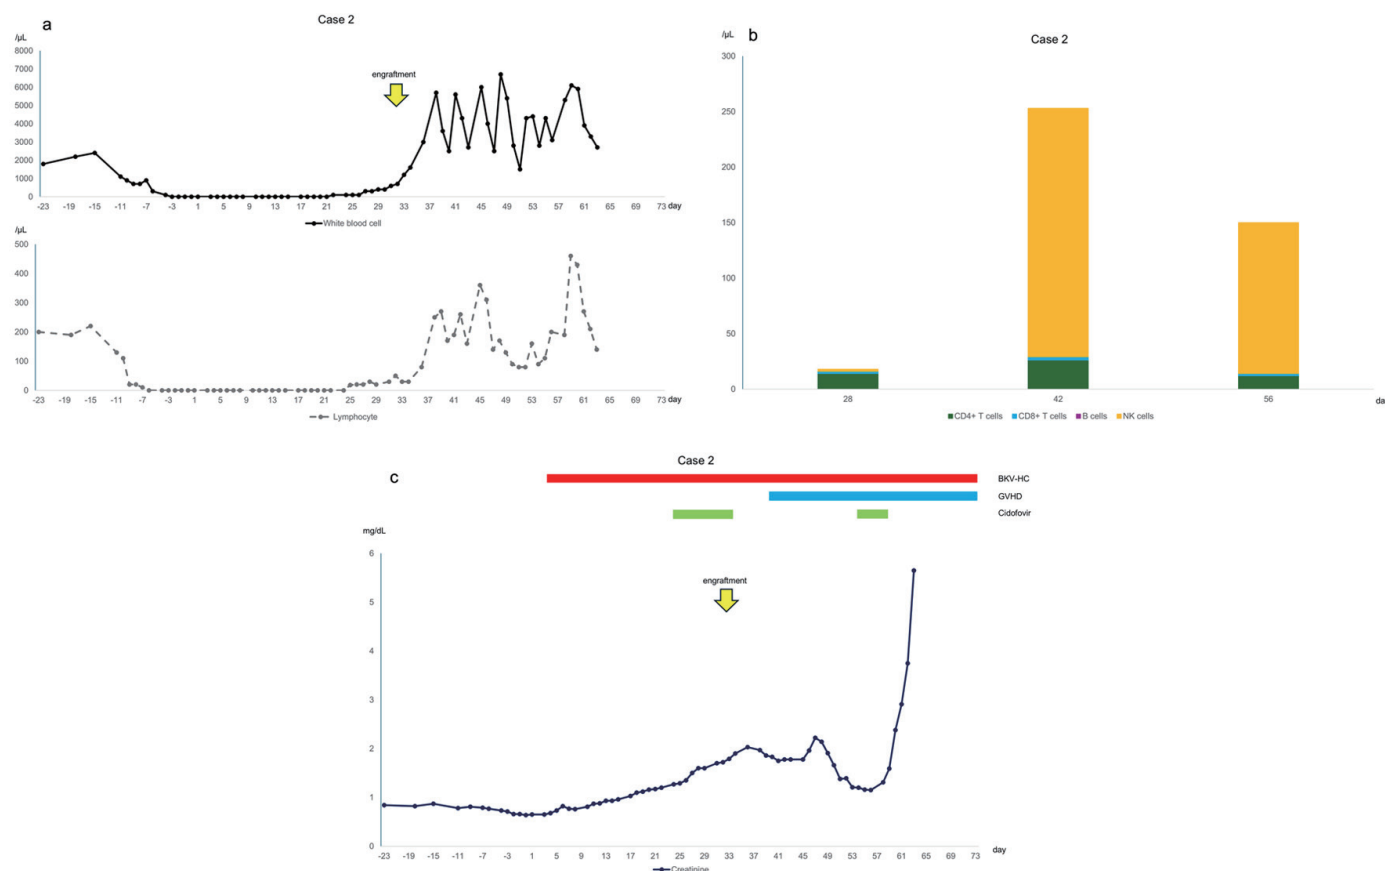 a
Case 2
/μL
8000
7000
6000
5000
4000
3000
2000
1000
0
engraftment
-23 -19 -15 -11 -7 -3 1 5 9 13 17 21 25 29 33 37 41 45 49 53 57 61 65 69 73 day
White blood cell
/μL
500
400
300
200
100
0
-23 -19 -15 -11 -7 -3 1 5 9 13 17 21 25 29 33 37 41 45 49 53 57 61 65 69 73 day
Lymphocyte
b
Case 2
/μL
300
250
200
150
100
50
0
28 42 56 da
CD4+ T cells CD8+ T cells B cells NK cells
c
Case 2
BKV-HC
GVHD
Cidofovir
mg/dL
6
5
4
3
2
1
0
engraftment
-23 -19 -15 -11 -7 -3 1 5 9 13 17 21 25 29 33 37 41 45 49 53 57 61 65 69 73 day
Creatinine